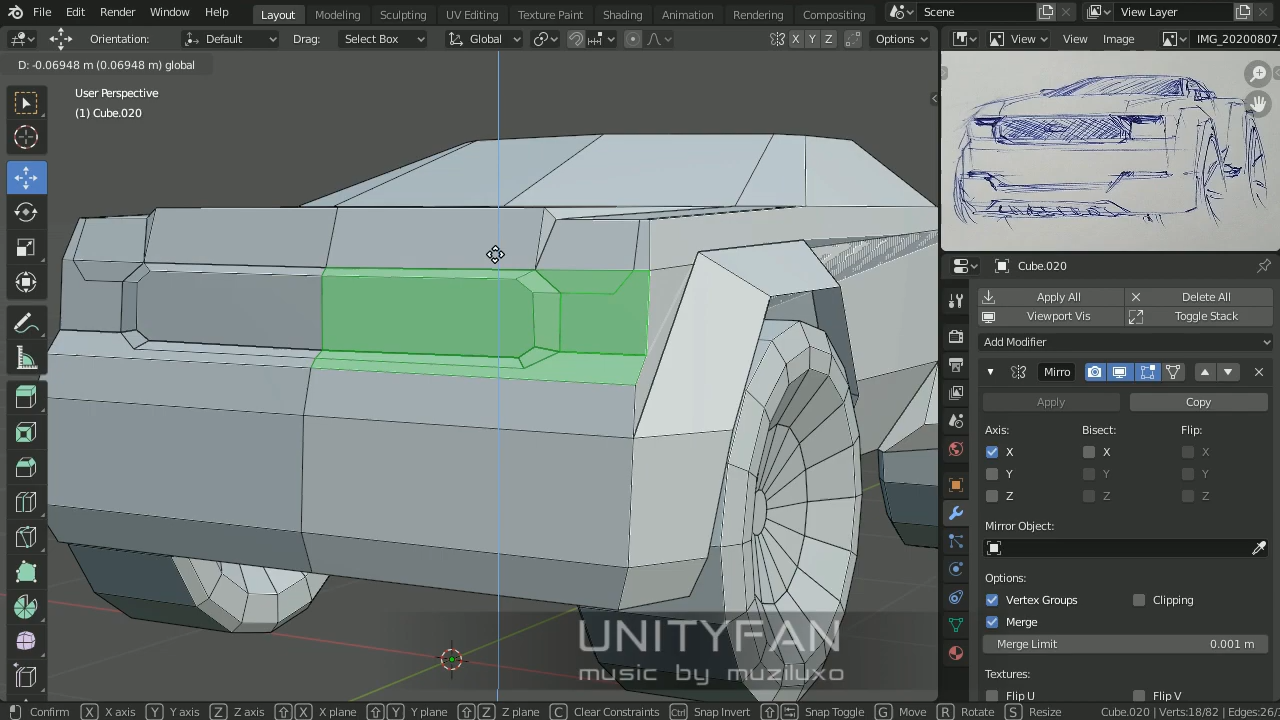 File Edit Render Window Help Layout Modeling Sculpting UV Editing Texture Paint Shading Animation Rendering Compositing Scene View Layer
Orientation: Default Drag: Select Box Global X Y Z Options View View Image IMG_20200807
D: -0.06948 m (0.06948 m) global
User Perspective
(1) Cube.020
Cube.020
Apply All Delete All
Viewport Vis Toggle Stack
Add Modifier
Mirro
Apply Copy
Axis: Bisect: Flip:
X X X
Y Y Y
Z Z Z
Mirror Object:
Options:
Vertex Groups Clipping
Merge
Merge Limit 0.001 m
Textures:
Flip U Flip V
UNITYFAN
music by muziluxo
Confirm X X axis Y Y axis Z Z axis X X plane Y Y plane Z Z plane C Clear Constraints Ctrl Snap Invert Snap Toggle G Move R Rotate S Resize Cube.020 | Verts:18/82 | Edges:26